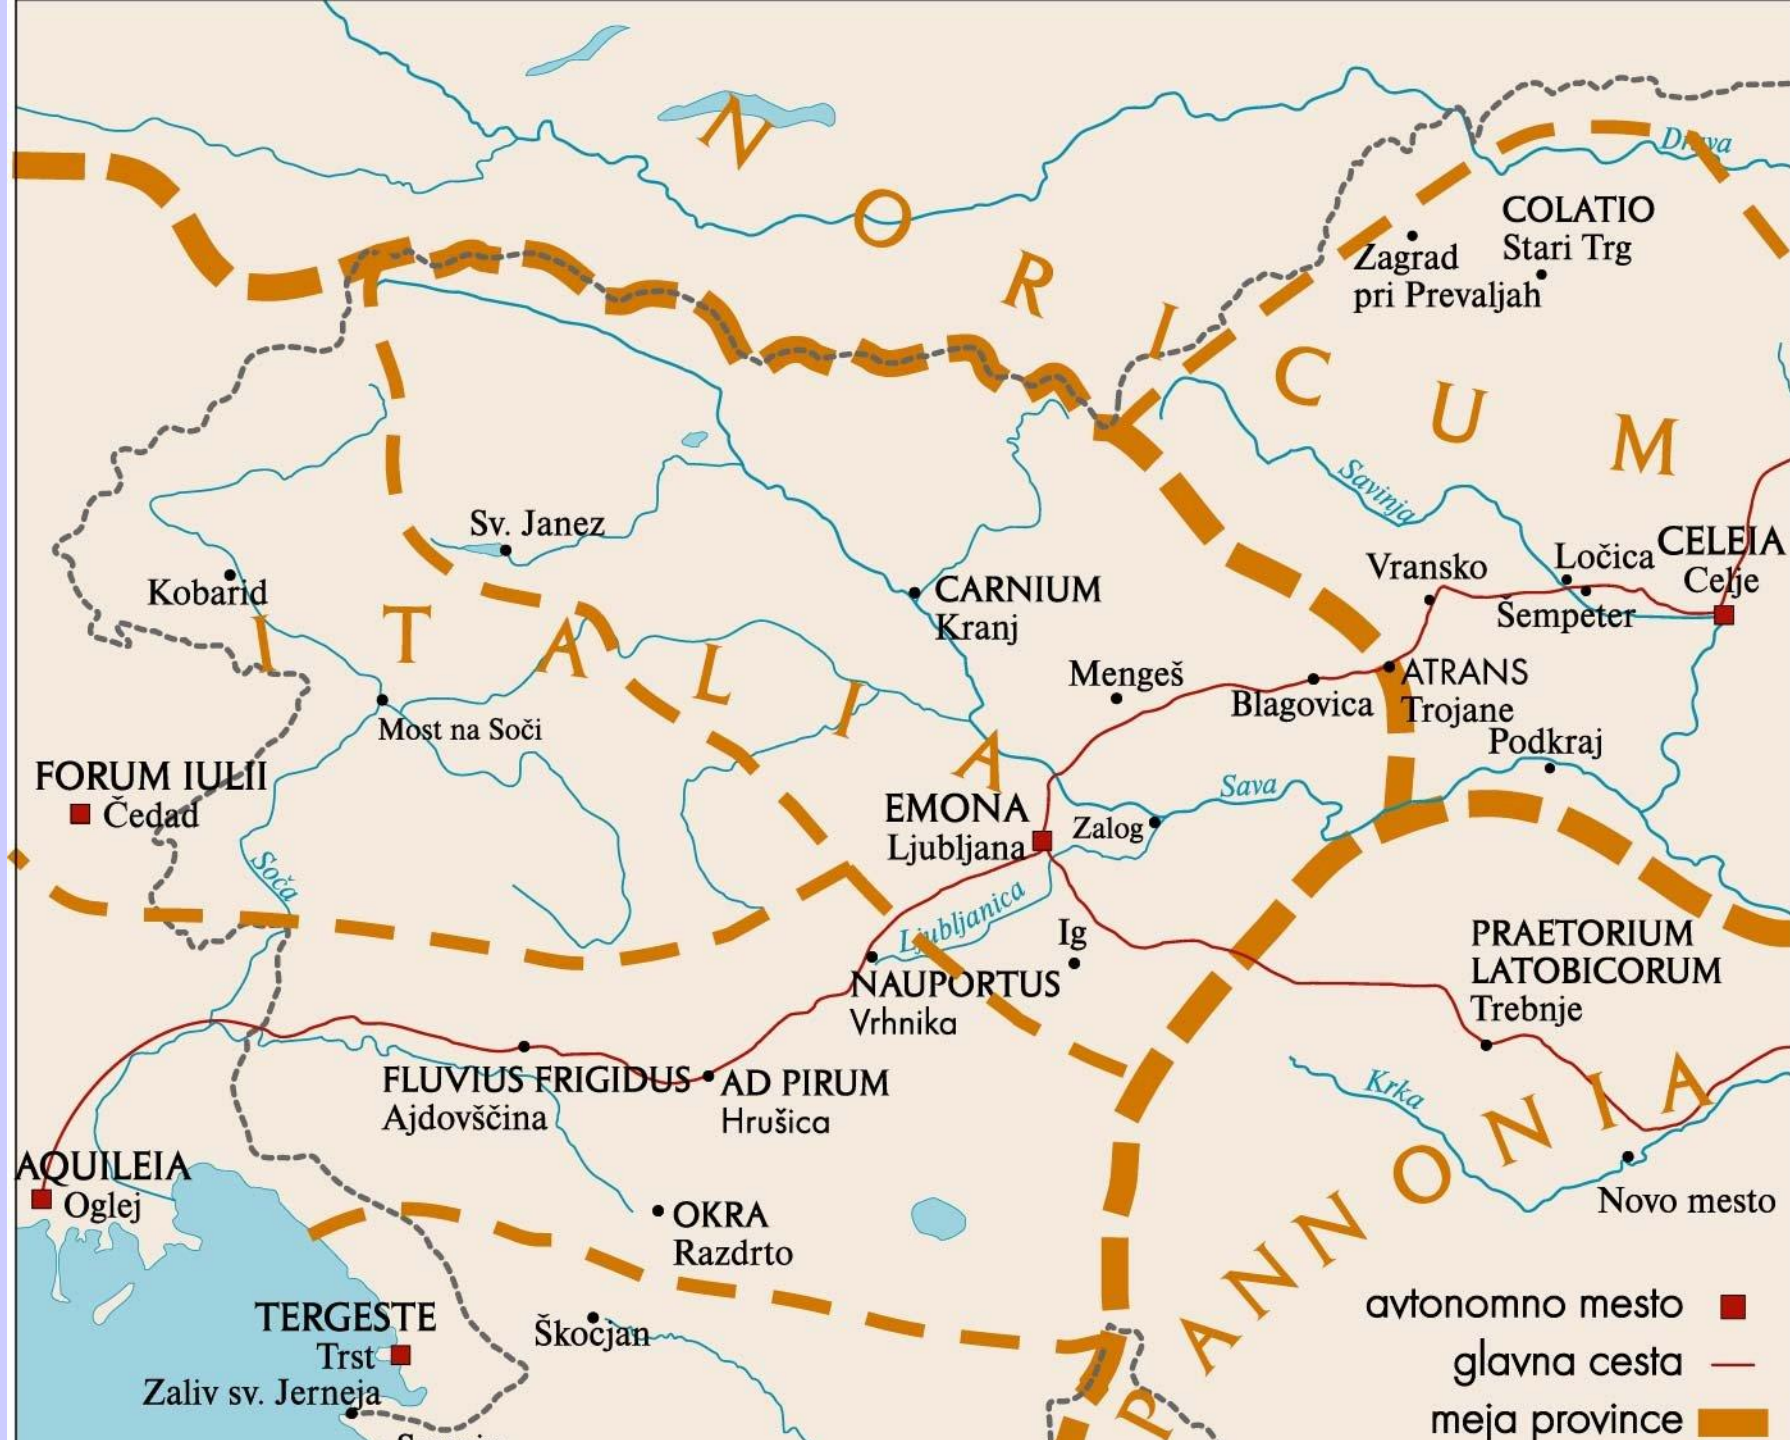 NORICUM
Drava
COLATIO
Stari Trg
Zagrad
pri Prevaljah
Savinja
Sv. Janez
Kobarid
ITALIA
CARNIUM
Kranj
Vransko
Ločica
CELEIA
Celje
Šempeter
Mengeš
Blagovica
ATRANS
Trojane
Podkraj
Most na Soči
FORUM IULII
Čedad
Soča
EMONA
Ljubljana
Zalog
Sava
Ljubljanica
Ig
NAUPORTUS
Vrhnika
PRAETORIUM
LATOBICORUM
Trebnje
FLUVIUS FRIGIDUS
Ajdovščina
AD PIRUM
Hrušica
Krka
PANNONIA
Novo mesto
AQUILEIA
Oglej
OKRA
Razdrto
TERGESTE
Trst
Zaliv sv. Jerneja
Škocjan
avtonomno mesto
glavna cesta
meja province